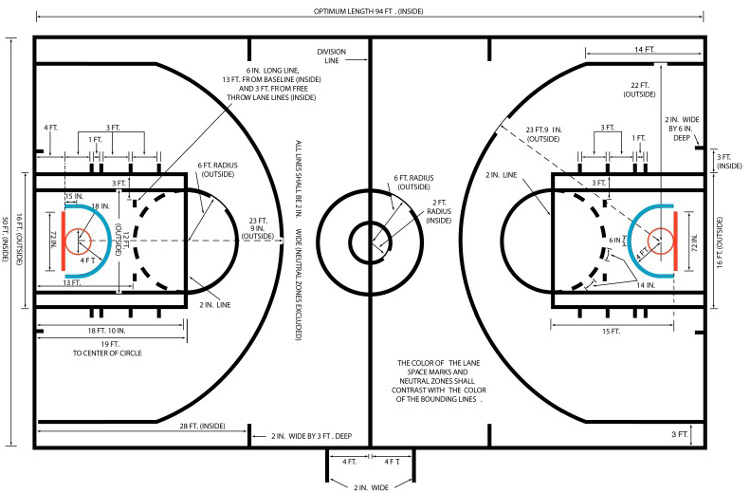 OPTIMUM LENGTH 94 FT . (INSIDE)
DIVISION
LINE
14 FT.
6 IN.  LONG LINE,
13 FT. FROM BASELINE (INSIDE)
AND 3 FT. FROM FREE
THROW LANE LINES (INSIDE)
22 FT.
(OUTSIDE)
2 IN.  WIDE
BY 6 IN.
DEEP
4 FT.
3 FT.
1 FT.
23 FT.9  IN.
(OUTSIDE)
3 FT.
1 FT.
3 FT.
(INSIDE)
ALL LINES SHALL BE 2 IN.   WIDE (NEUTRAL ZONES EXCLUDED)
6 FT. RADIUS
(OUTSIDE)
6 FT. RADIUS
(OUTSIDE)
2 IN.  LINE
3 FT.
3 FT.
15 IN.
18 IN.
2 FT.
RADIUS
(INSIDE)
50 FT. (INSIDE)
16 FT. (OUTSIDE)
72 IN.
4 FT
12 FT.
(OUTSIDE)
23 FT.
9 IN.
(OUTSIDE)
6 IN.
4 FT.
72 IN.
16 FT. (OUTSIDE)
13 FT.
14 IN.
2 IN.  LINE
18 FT. 10 IN.
15 FT.
19 FT.
TO CENTER OF CIRCLE
THE COLOR OF  THE LANE
SPACE MARKS AND
NEUTRAL ZONES SHALL
CONTRAST WITH  THE COLOR
OF THE BOUNDING LINES  .
28 FT. (INSIDE)
2 IN.  WIDE BY 3 FT . DEEP
3 FT.
4 FT.
4 F T.
2 IN.  WIDE